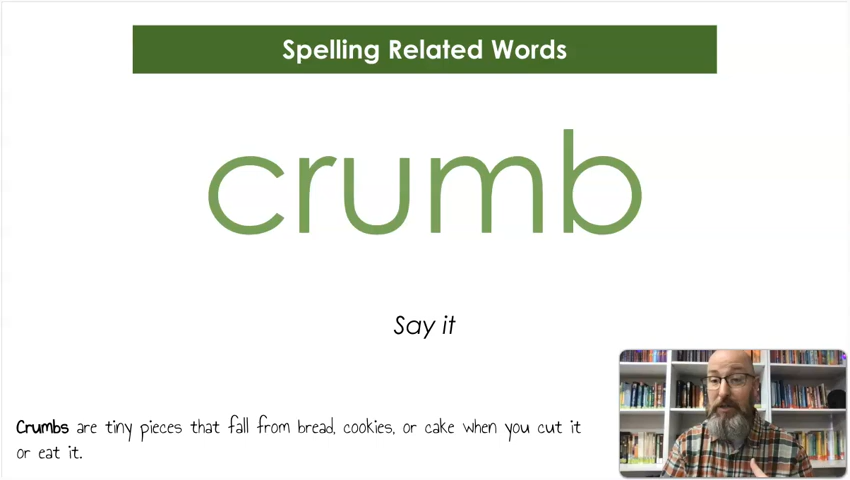 Spelling Related Words
crumb
Say it
Crumbs are tiny pieces that fall from bread, cookies, or cake when you cut it
or eat it.